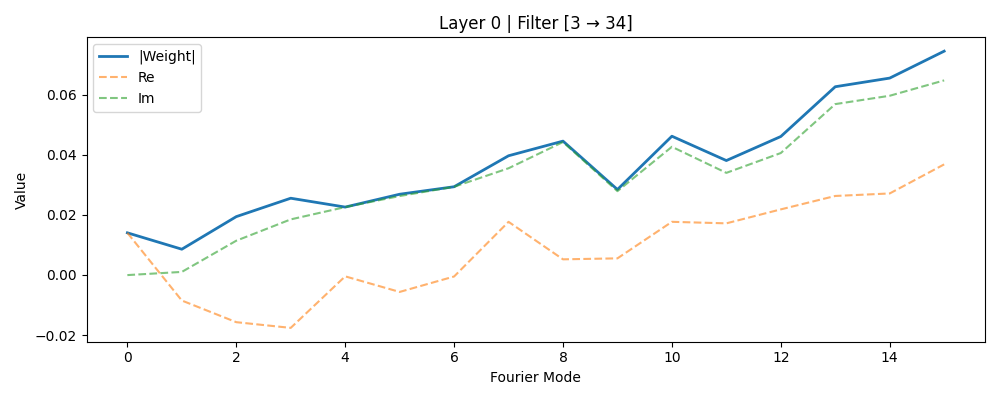 Layer 0 | Filter [3 → 34]
|Weight|
Re
Im
Value
0.06
0.04
0.02
0.00
−0.02
0 2 4 6 8 10 12 14
Fourier Mode